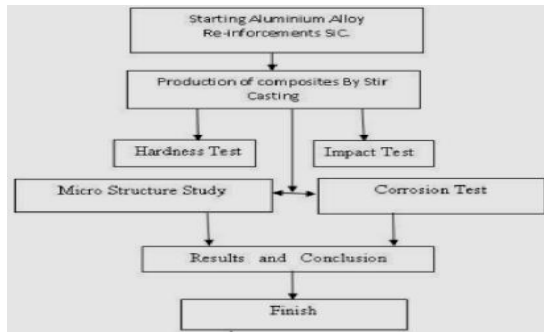 Starting Aluminium Alloy
Re-inforcements SiC.
Production of composites By Stir
Casting
Hardness Test
Impact Test
Micro Structure Study
Corrosion Test
Results and Conclusion
Finish